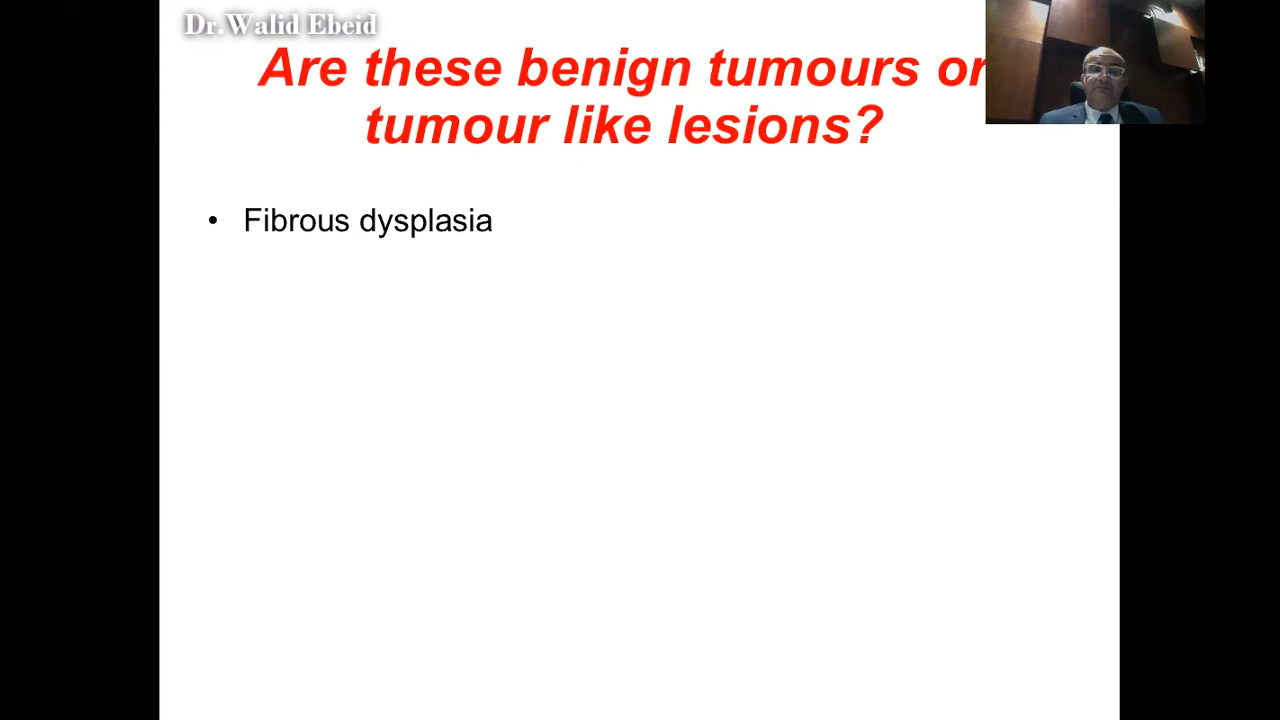 Dr.Walid Ebeid
Are these benign tumours or
tumour like lesions?
• Fibrous dysplasia